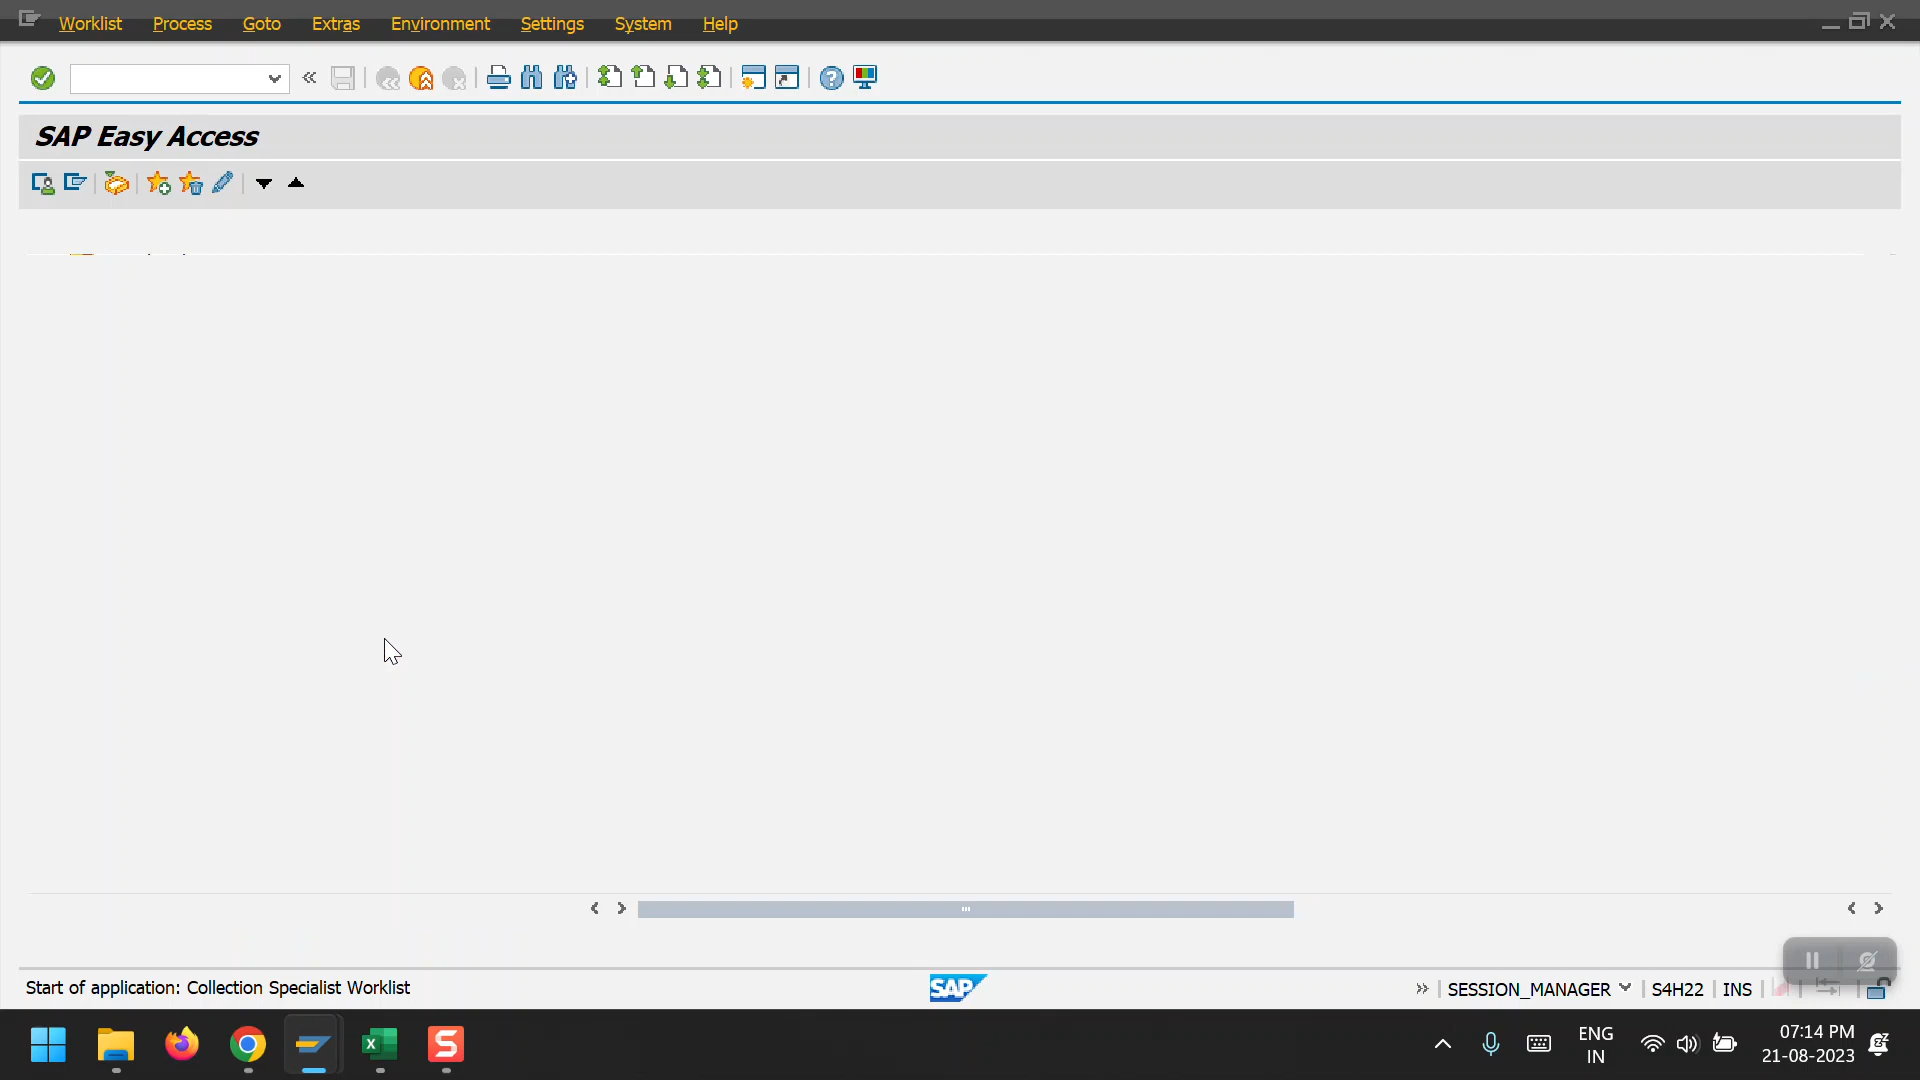 Worklist Process Goto Extras Environment Settings System Help
SAP Easy Access
Start of application: Collection Specialist Worklist
SAP
SESSION_MANAGER S4H22 INS
ENG
IN
07:14 PM
21-08-2023